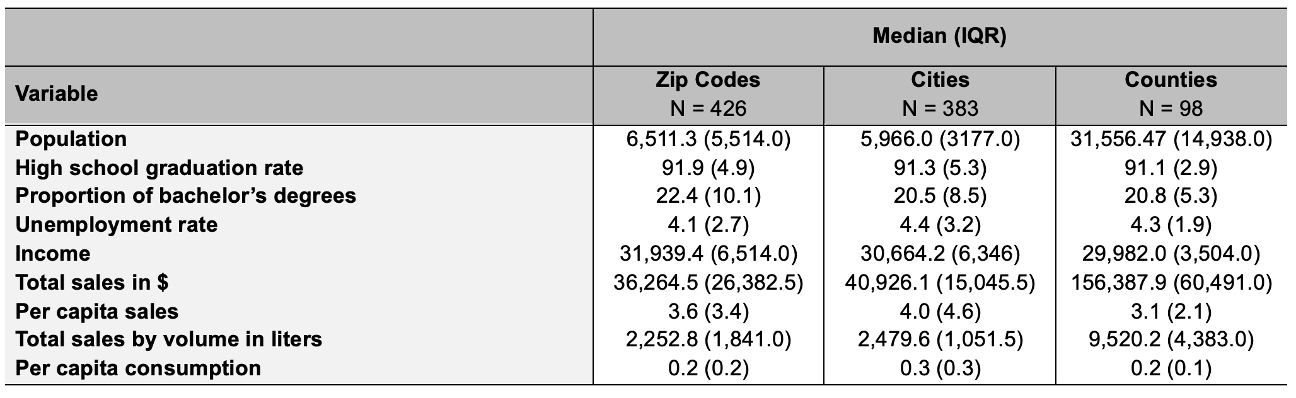 Median (IQR)
Variable Zip Codes Cities Counties
N = 426 N = 383 N = 98
Population 6,511.3 (5,514.0) 5,966.0 (3177.0) 31,556.47 (14,938.0)
High school graduation rate 91.9 (4.9) 91.3 (5.3) 91.1 (2.9)
Proportion of bachelor’s degrees 22.4 (10.1) 20.5 (8.5) 20.8 (5.3)
Unemployment rate 4.1 (2.7) 4.4 (3.2) 4.3 (1.9)
Income 31,939.4 (6,514.0) 30,664.2 (6,346) 29,982.0 (3,504.0)
Total sales in $ 36,264.5 (26,382.5) 40,926.1 (15,045.5) 156,387.9 (60,491.0)
Per capita sales 3.6 (3.4) 4.0 (4.6) 3.1 (2.1)
Total sales by volume in liters 2,252.8 (1,841.0) 2,479.6 (1,051.5) 9,520.2 (4,383.0)
Per capita consumption 0.2 (0.2) 0.3 (0.3) 0.2 (0.1)